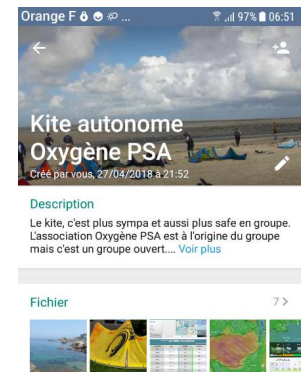 Orange F ... 97% 06:51
Kite autonome
Oxygène PSA
Créé par vous, 27/04/2018 à 21:52
Description
Le kite, c'est plus sympa et aussi plus safe en groupe.
L'association Oxygène PSA est à l'origine du groupe
mais c'est un groupe ouvert.... Voir plus
Fichier 7 >